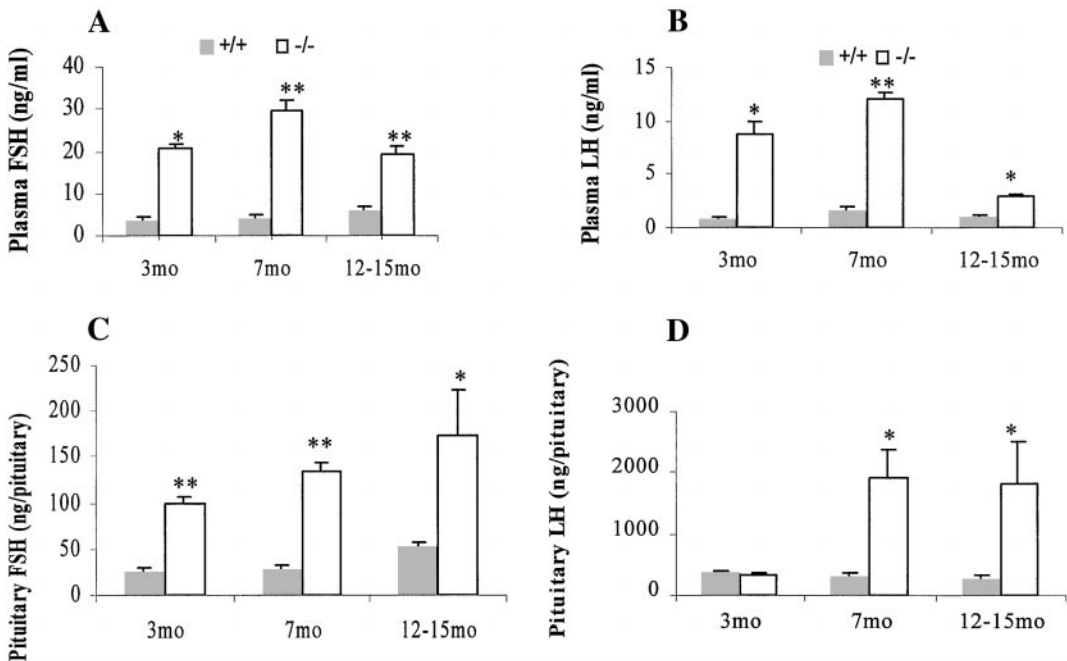 A
+/+ -/-
Plasma FSH (ng/ml)
40
30
20
10
0
* ** **
3mo 7mo 12-15mo
B
+/+ -/-
Plasma LH (ng/ml)
15
10
5
0
* ** *
3mo 7mo 12-15mo
C
Pituitary FSH (ng/pituitary)
250
200
150
100
50
0
** ** *
3mo 7mo 12-15mo
D
Pituitary LH (ng/pituitary)
3000
2000
1000
0
* *
3mo 7mo 12-15mo